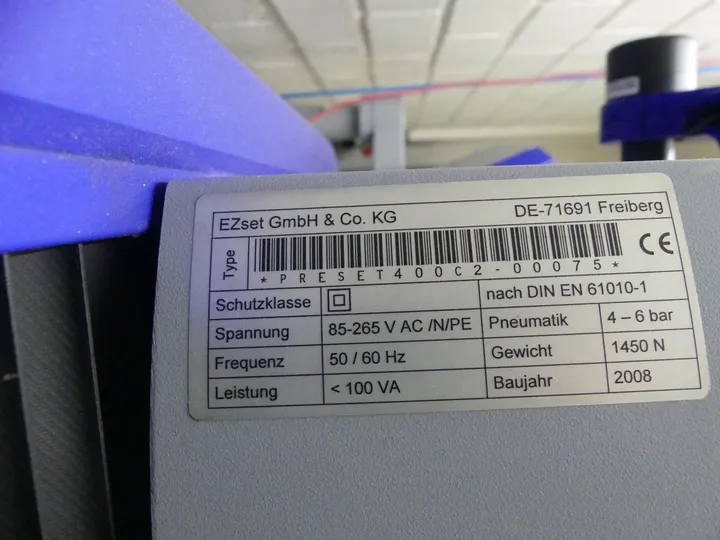 EZset GmbH & Co. KG DE-71691 Freiberg
Type
*PRESET400C2-00075*
CE
Schutzklasse nach DIN EN 61010-1
Spannung 85-265 V AC /N/PE Pneumatik 4 – 6 bar
Frequenz 50 / 60 Hz Gewicht 1450 N
Leistung < 100 VA Baujahr 2008